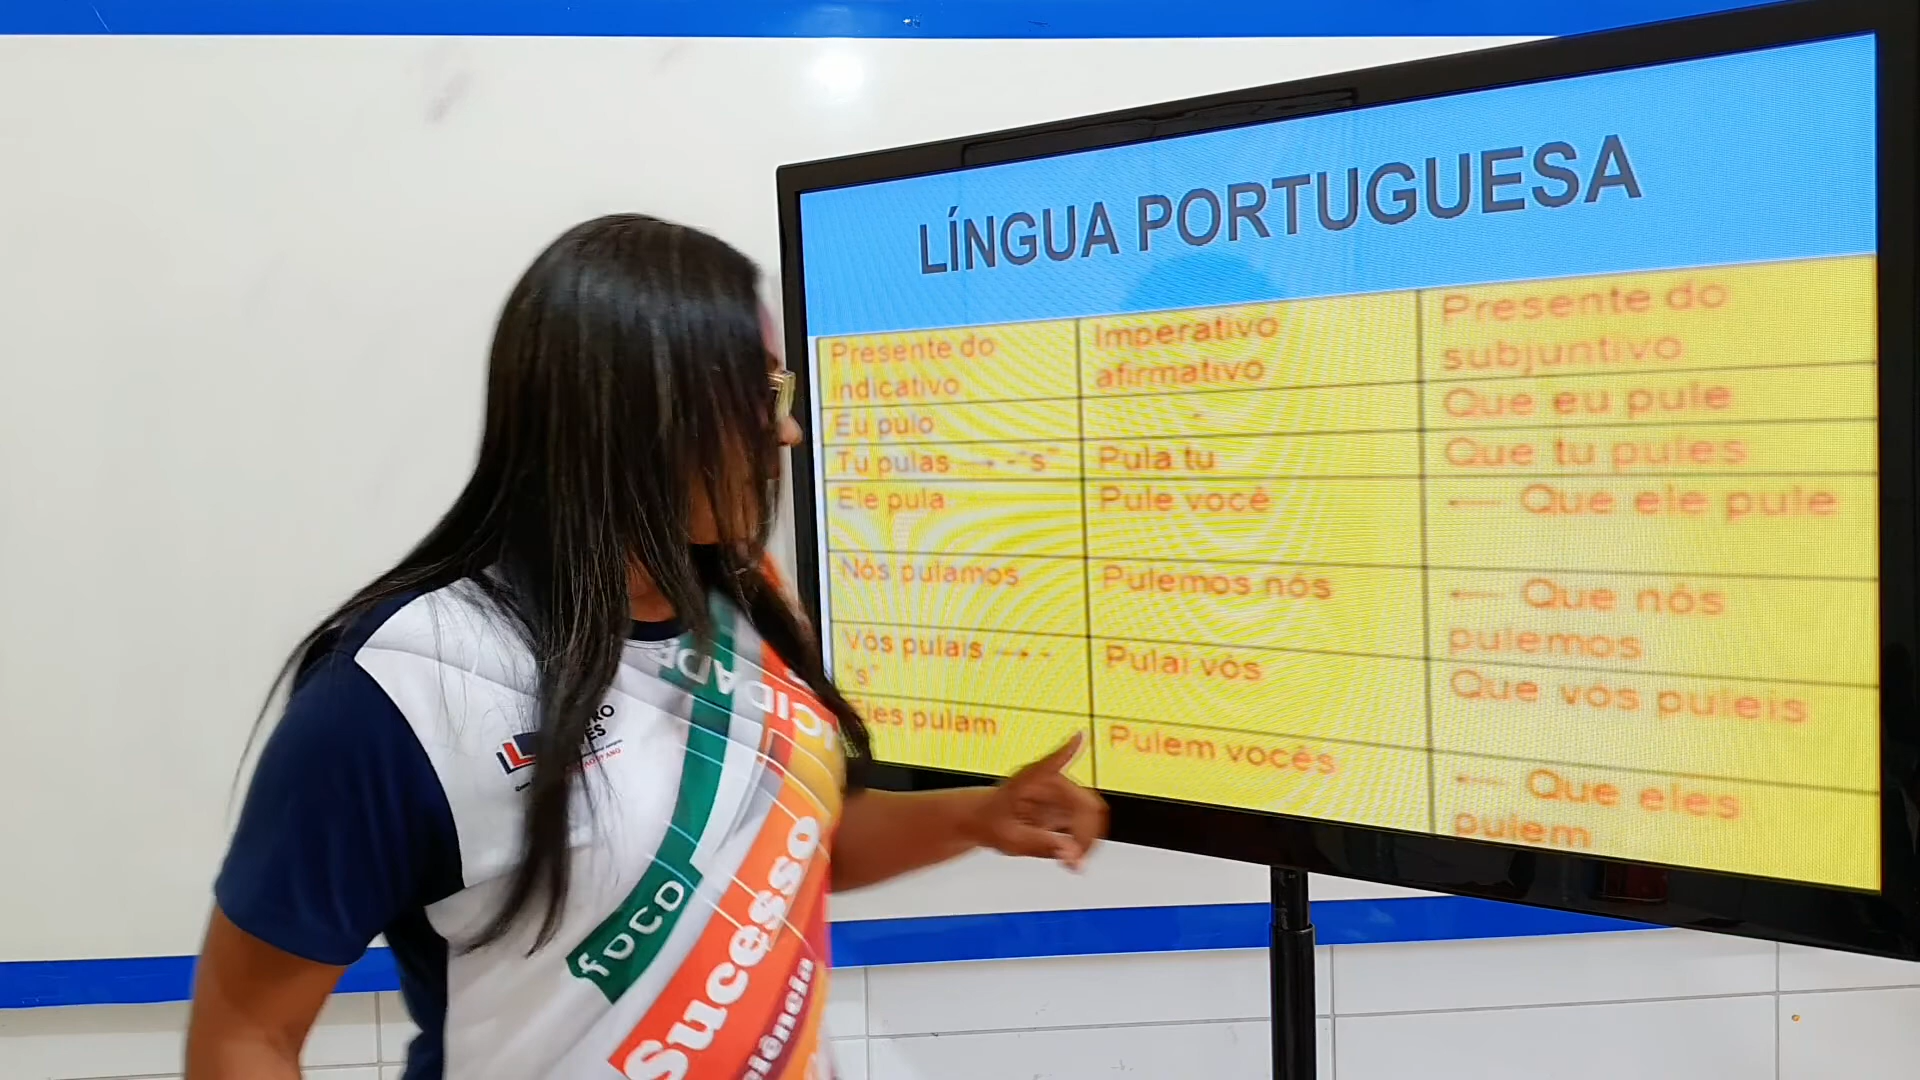 LÍNGUA PORTUGUESA
Presente do
indicativo
Imperativo
afirmativo
Presente do
subjuntivo
Eu pulo
-
Que eu pule
Tu pulas → -"s"
Pula tu
Que tu pules
Ele pula
Pule você
← Que ele pule
Nós pulamos
Pulemos nós
← Que nós
pulemos
Vós pulais → -
"s"
Pulai vós
Que vós puleis
Eles pulam
Pulem vocês
← Que eles
pulem
foco
Sucesso